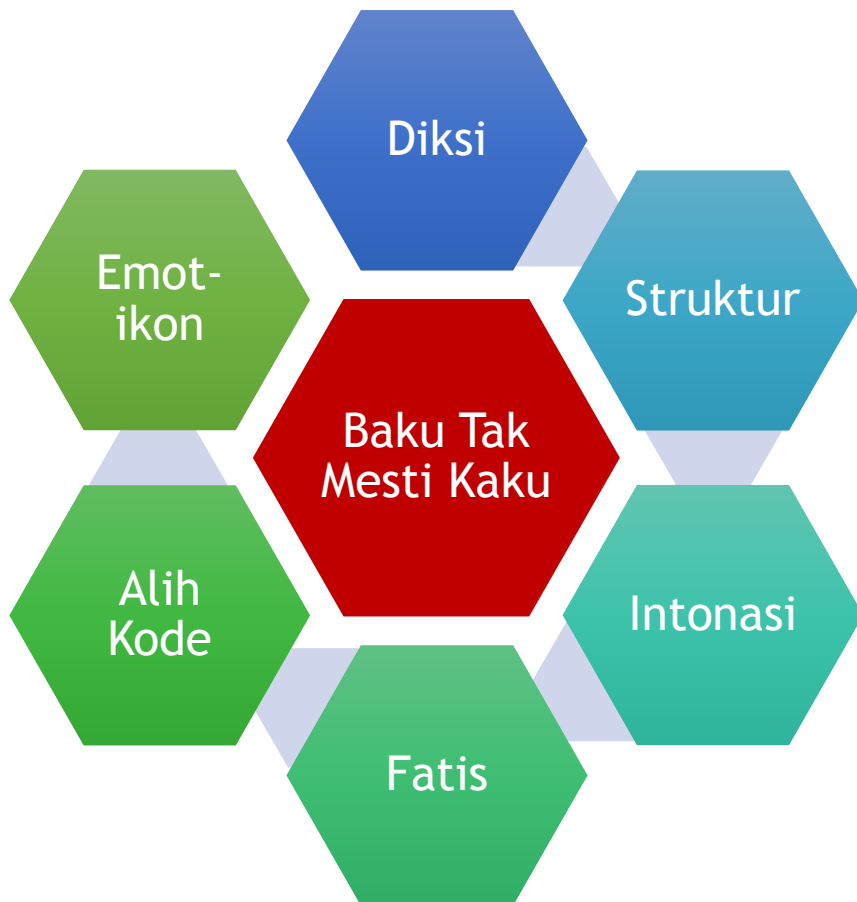 Diksi
Struktur
Intonasi
Fatis
Alih
Kode
Emot-
ikon
Baku Tak
Mesti Kaku